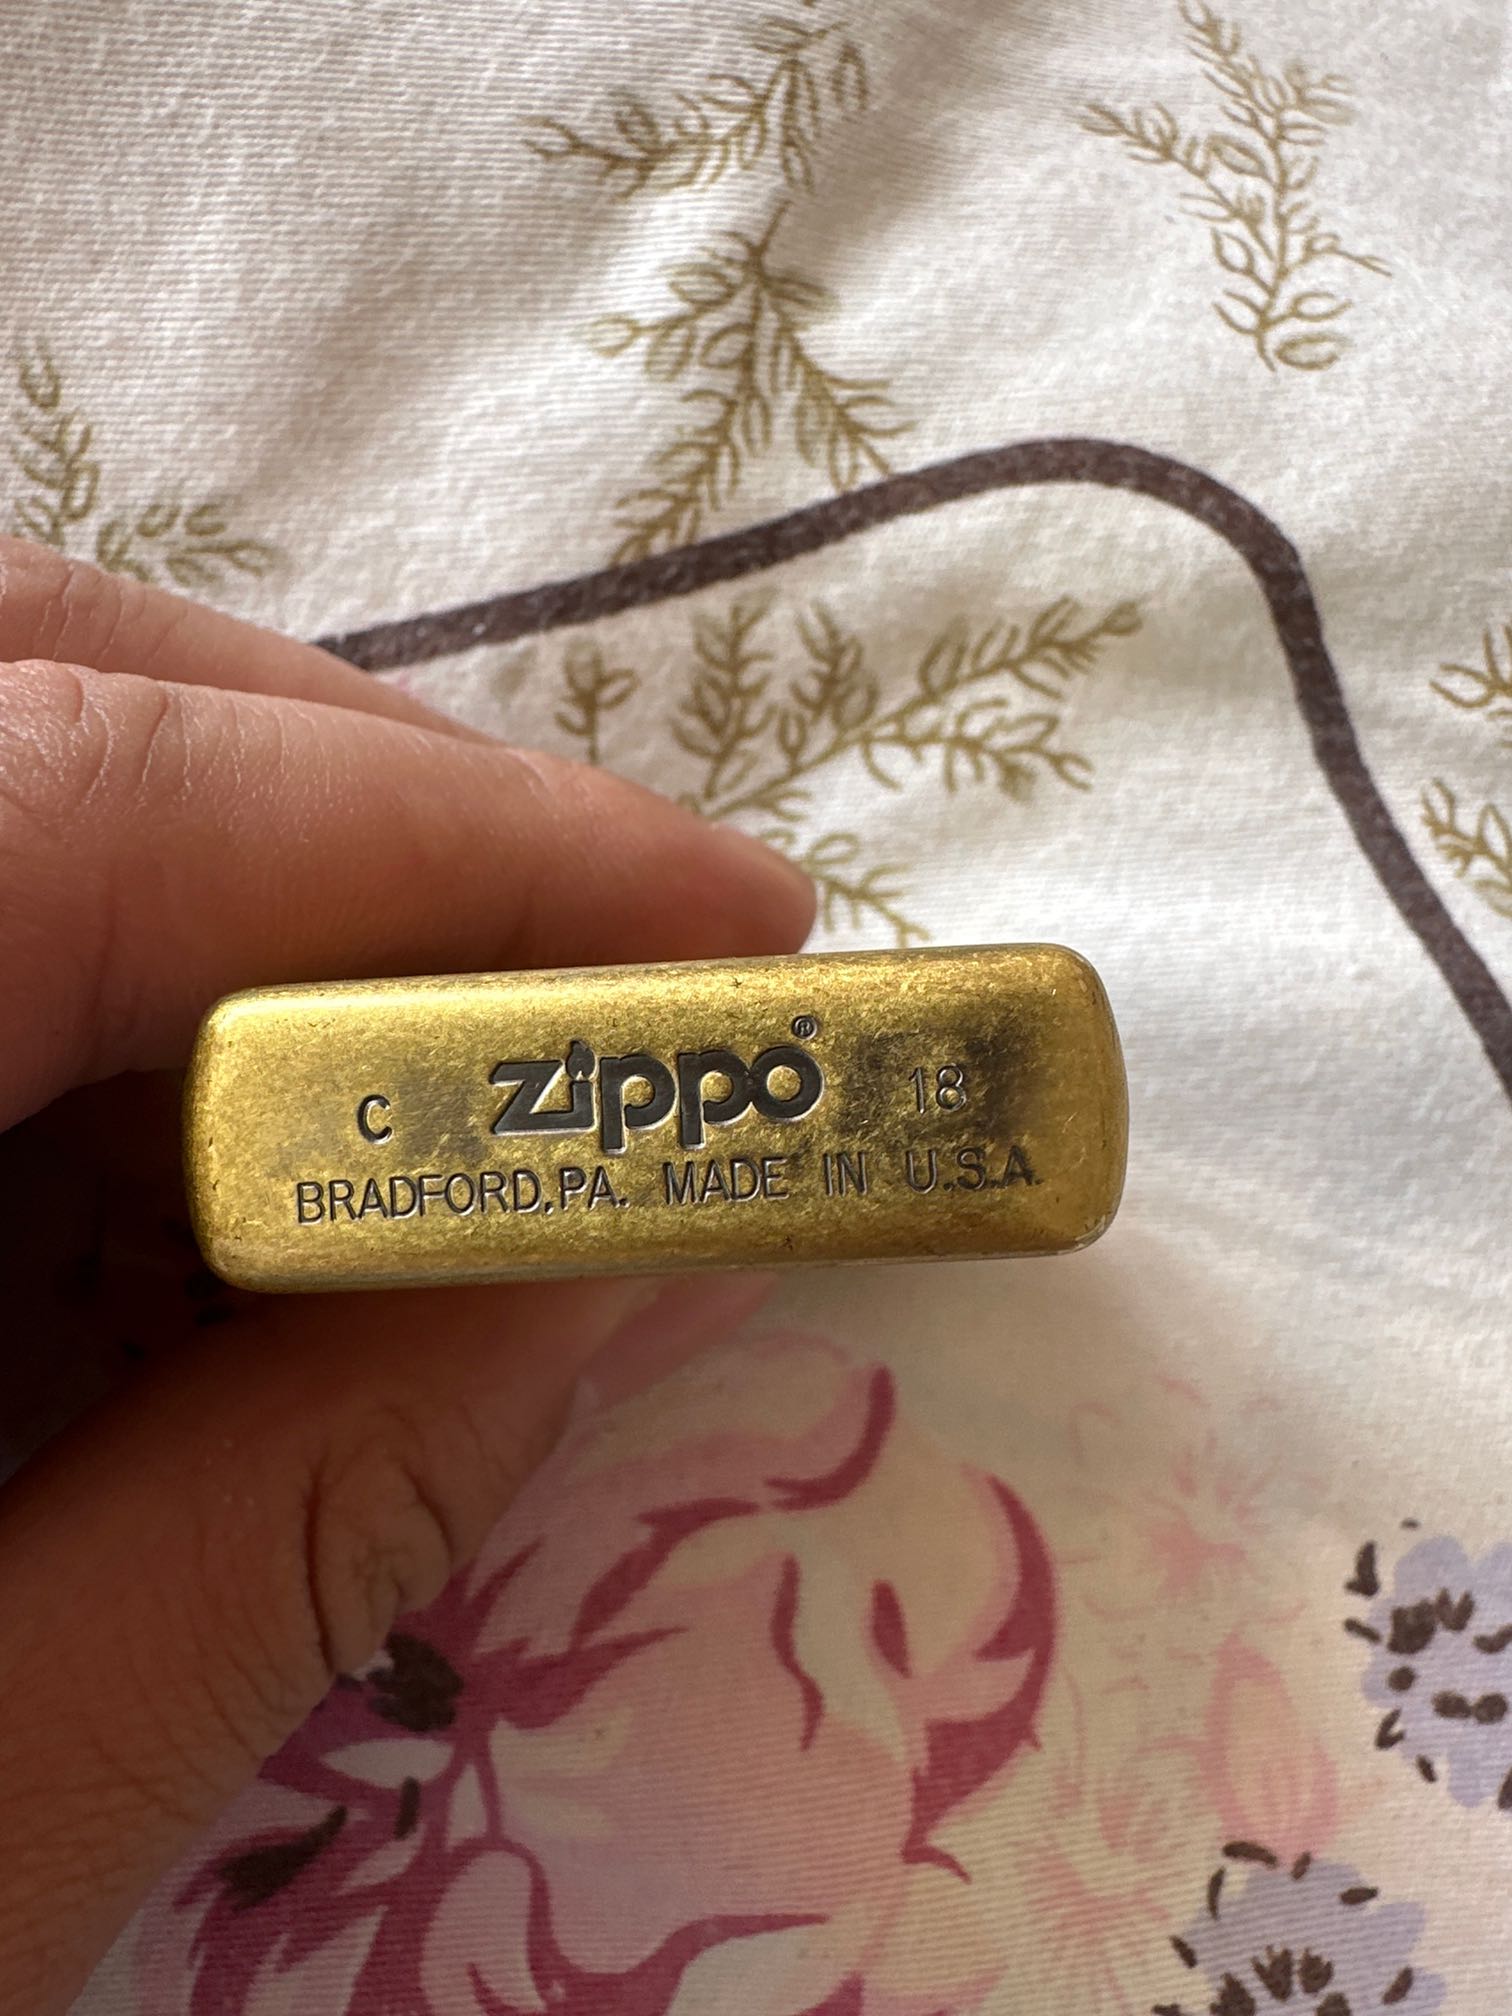 C zippo® 18
BRADFORD,PA. MADE IN U.S.A.